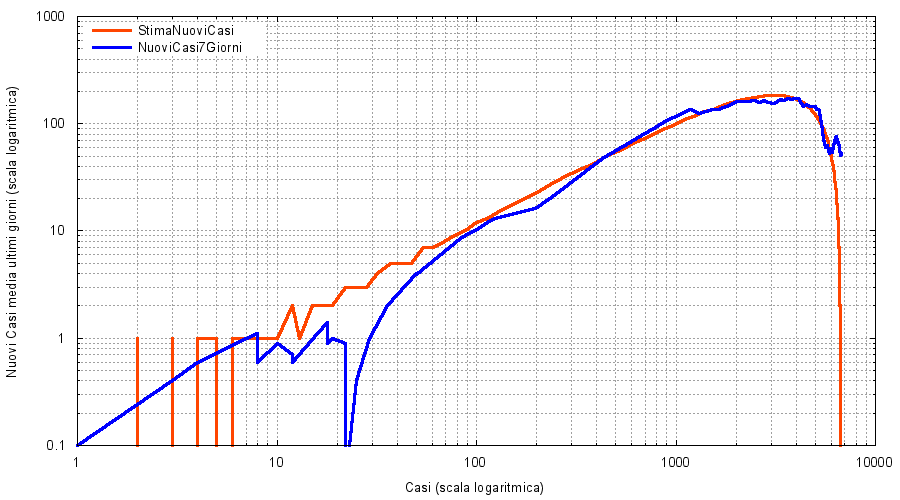 1000
100
10
1
0.1
Nuovi Casi media ultimi giorni (scala logaritmica)
StimaNuoviCasi
NuoviCasi7Giorni
1
10
100
1000
10000
Casi (scala logaritmica)